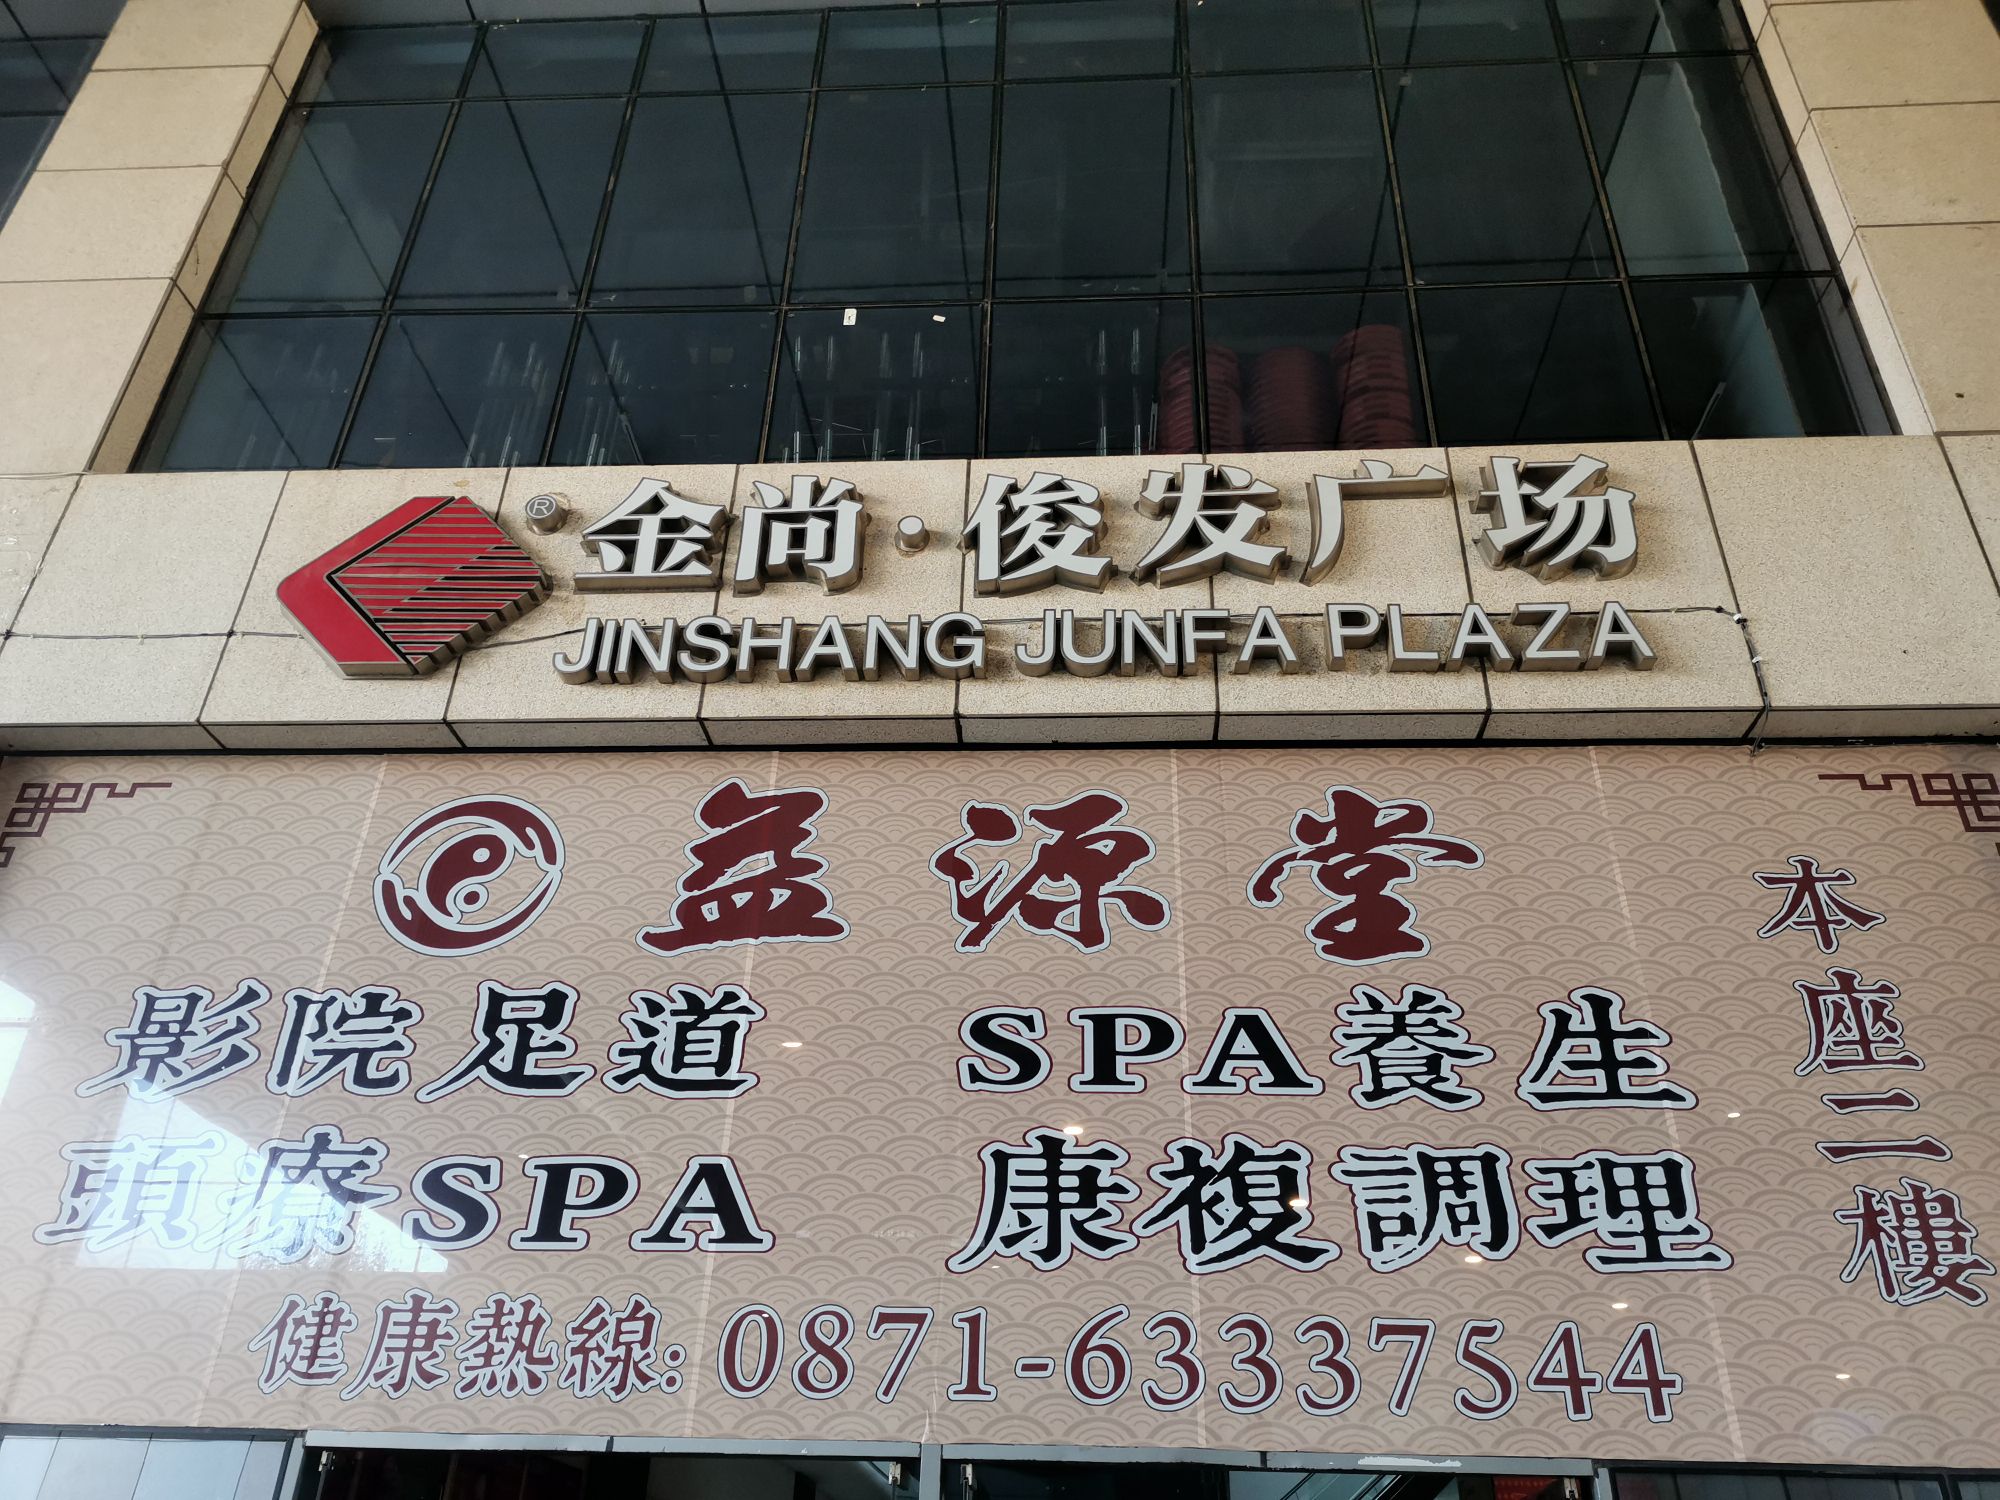 ®
金尚·俊发广场
JINSHANG JUNFA PLAZA
益源堂
影院足道 SPA養生
頭療SPA 康複調理
健康熱線:0871-63337544
本座二樓